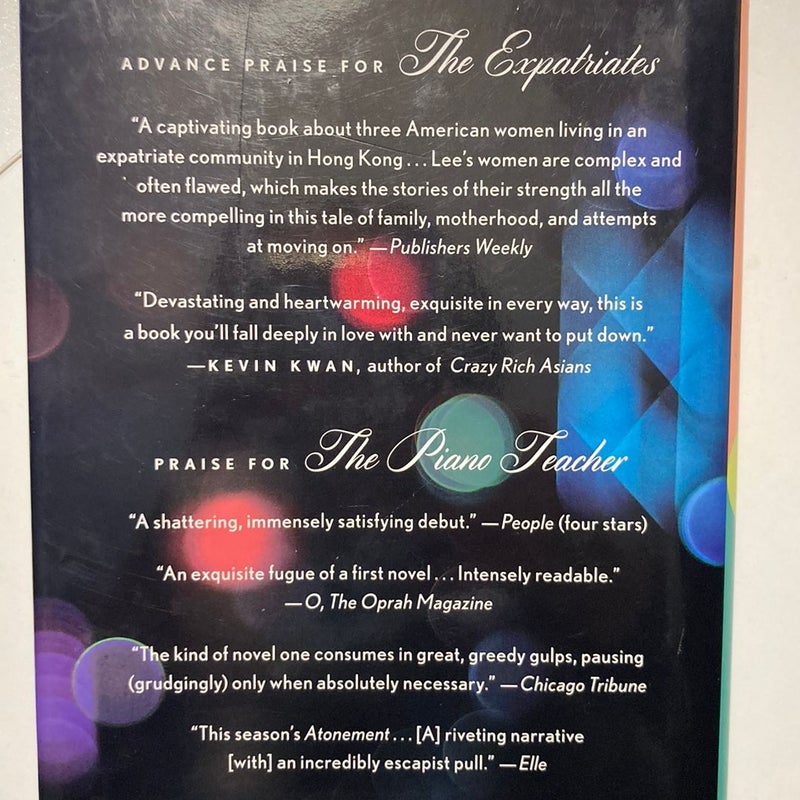 ADVANCE PRAISE FOR The Expatriates
“A captivating book about three American women living in an
expatriate community in Hong Kong . . . Lee’s women are complex and
often flawed, which makes the stories of their strength all the
more compelling in this tale of family, motherhood, and attempts
at moving on.” —Publishers Weekly
“Devastating and heartwarming, exquisite in every way, this is
a book you’ll fall deeply in love with and never want to put down.”
—KEVIN KWAN, author of Crazy Rich Asians
PRAISE FOR The Piano Teacher
“A shattering, immensely satisfying debut.” —People (four stars)
“An exquisite fugue of a first novel . . . Intensely readable.”
—O, The Oprah Magazine
“The kind of novel one consumes in great, greedy gulps, pausing
(grudgingly) only when absolutely necessary.” —Chicago Tribune
“This season’s Atonement . . . [A] riveting narrative
[with] an incredibly escapist pull.” —Elle